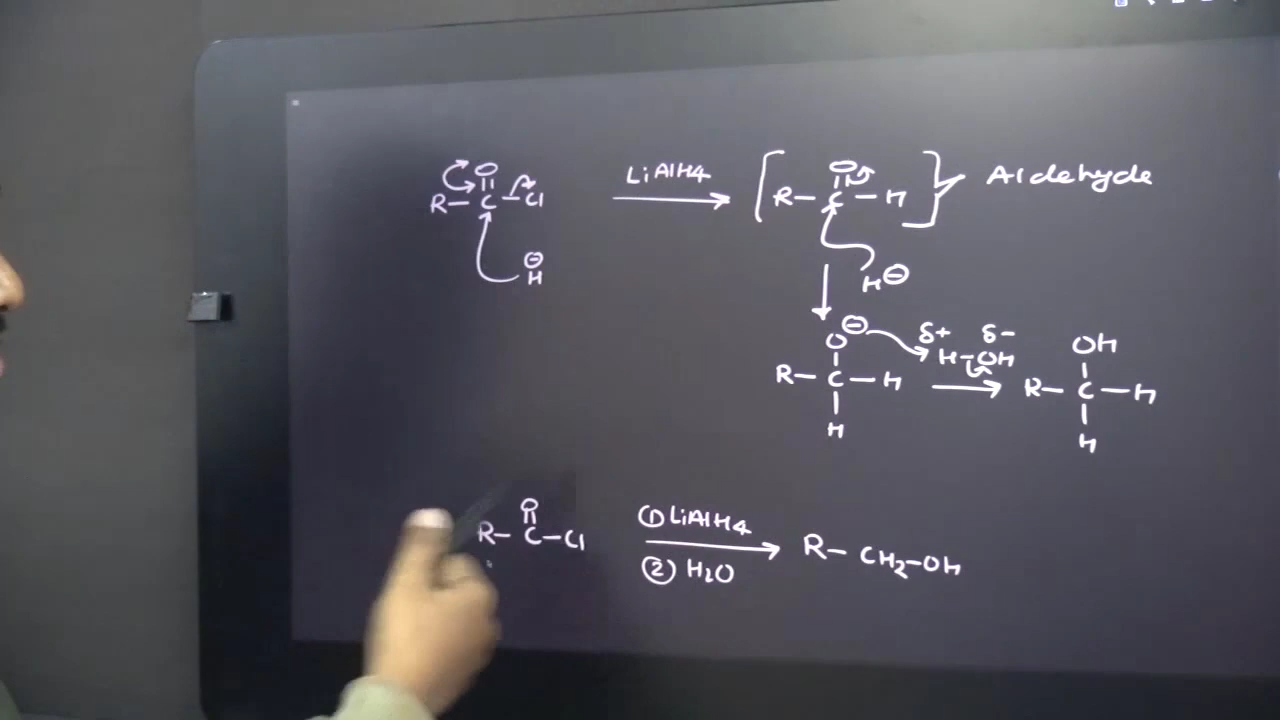 O
R—C—Cl
⊖
H
LiAlH4
O
[R—C—H] Aldehyde
H⊖
O⊖ δ+ δ-
H-OH
R—C—H
H
OH
R—C—H
H
O
R—C—Cl
① LiAlH4
② H2O
R—CH2—OH